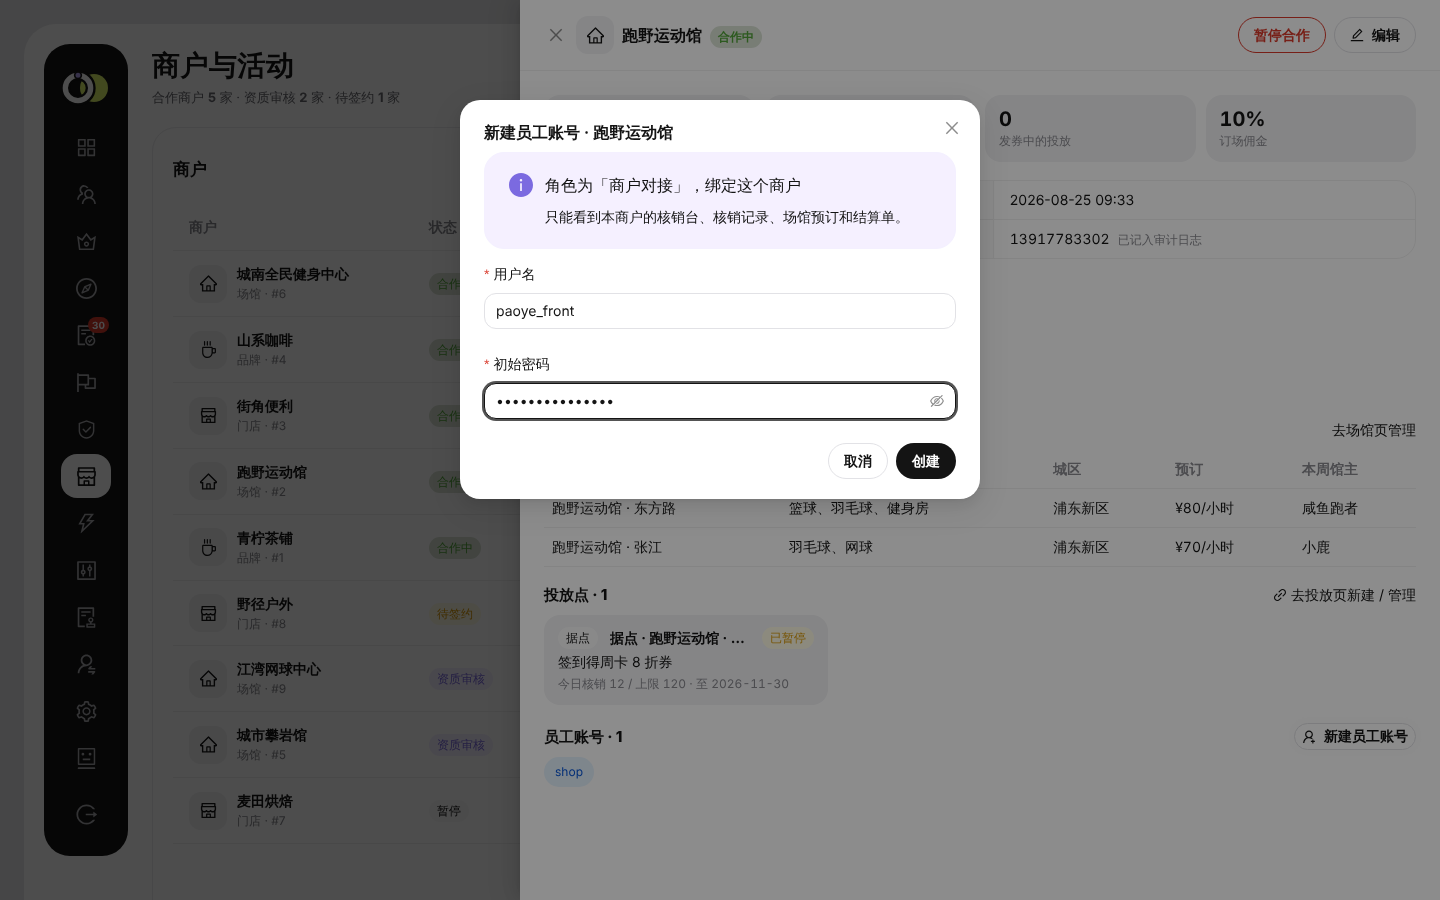 商户与活动
合作商户 5 家 · 资质审核 2 家 · 待签约 1 家
30
商户
商户
状态
城南全民健身中心
场馆 · #6
合作
山系咖啡
品牌 · #4
合作
街角便利
门店 · #3
合作
跑野运动馆
场馆 · #2
合作
青柠茶铺
品牌 · #1
合作中
野径户外
门店 · #8
待签约
江湾网球中心
场馆 · #9
资质审核
城市攀岩馆
场馆 · #5
资质审核
麦田烘焙
门店 · #7
暂停
跑野运动馆
合作中
暂停合作
编辑
0
发券中的投放
10%
订场佣金
2026-08-25 09:33
13917783302 已记入审计日志
新建员工账号 · 跑野运动馆
角色为「商户对接」，绑定这个商户
只能看到本商户的核销台、核销记录、场馆预订和结算单。
* 用户名
paoye_front
* 初始密码
•••••••••••••••
取消
创建
去场馆页管理
城区
预订
本周馆主
跑野运动馆 · 东方路
篮球、羽毛球、健身房
浦东新区
¥80/小时
咸鱼跑者
跑野运动馆 · 张江
羽毛球、网球
浦东新区
¥70/小时
小鹿
投放点 · 1
去投放页新建 / 管理
据点
据点 · 跑野运动馆 · ...
已暂停
签到得周卡 8 折券
今日核销 12 / 上限 120 · 至 2026-11-30
员工账号 · 1
新建员工账号
shop